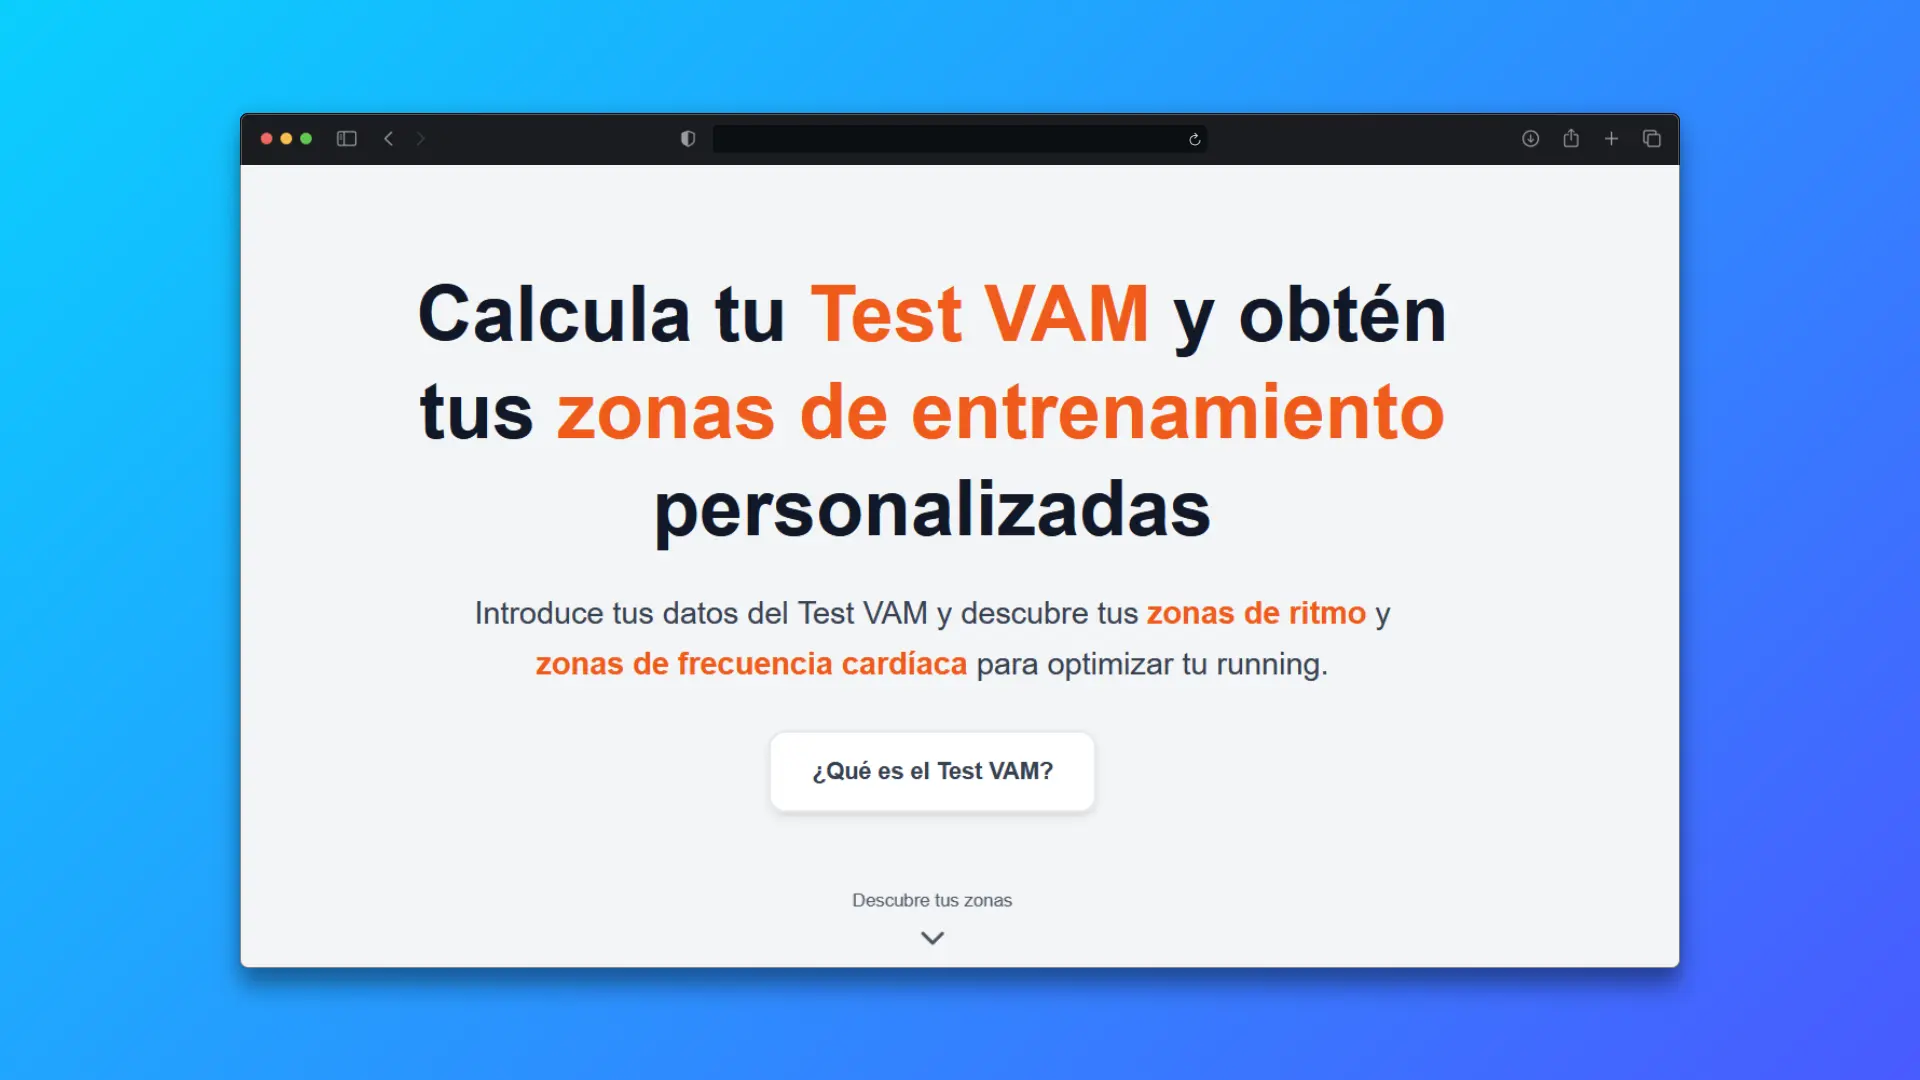 Calcula tu Test VAM y obtén
tus zonas de entrenamiento
personalizadas
Introduce tus datos del Test VAM y descubre tus zonas de ritmo y
zonas de frecuencia cardíaca para optimizar tu running.
¿Qué es el Test VAM?
Descubre tus zonas